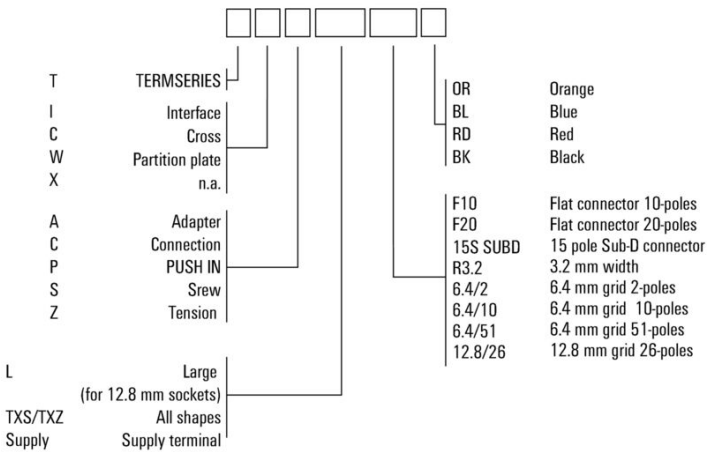 T TERMSERIES
I Interface
C Cross
W Partition plate
X n.a.
A Adapter
C Connection
P PUSH IN
S Srew
Z Tension
L Large
(for 12.8 mm sockets)
TXS/TXZ All shapes
Supply Supply terminal
OR Orange
BL Blue
RD Red
BK Black
F10 Flat connector 10-poles
F20 Flat connector 20-poles
15S SUBD 15 pole Sub-D connector
R3.2 3.2 mm width
6.4/2 6.4 mm grid 2-poles
6.4/10 6.4 mm grid 10-poles
6.4/51 6.4 mm grid 51-poles
12.8/26 12.8 mm grid 26-poles